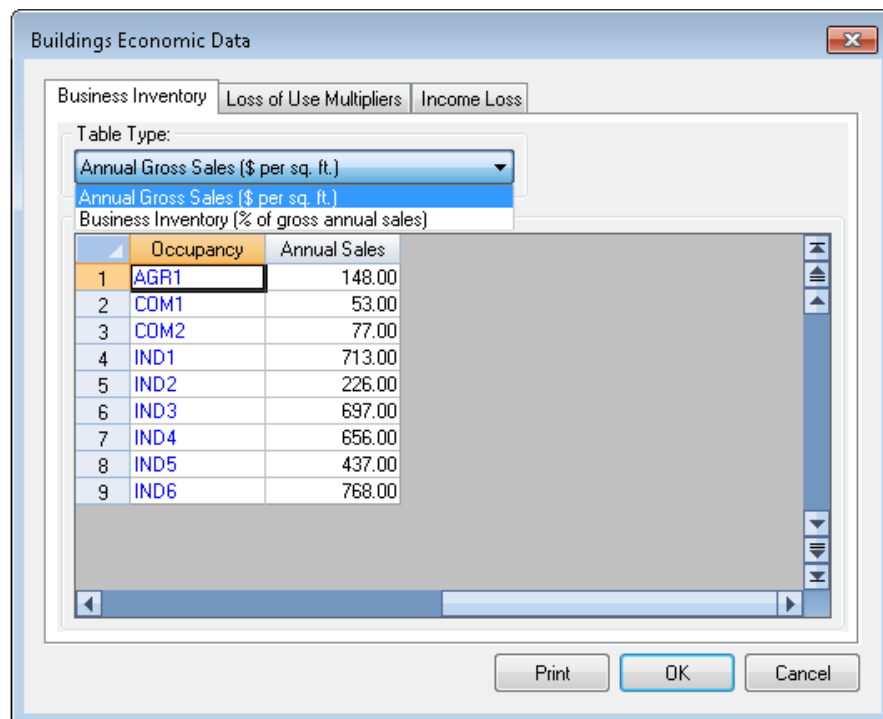 Buildings Economic Data
Business Inventory Loss of Use Multipliers Income Loss
Table Type:
Annual Gross Sales ($ per sq. ft.)
Annual Gross Sales ($ per sq. ft.)
Business Inventory (% of gross annual sales)
Occupancy Annual Sales
1 AGR1 148.00
2 COM1 53.00
3 COM2 77.00
4 IND1 713.00
5 IND2 226.00
6 IND3 697.00
7 IND4 656.00
8 IND5 437.00
9 IND6 768.00
Print OK Cancel